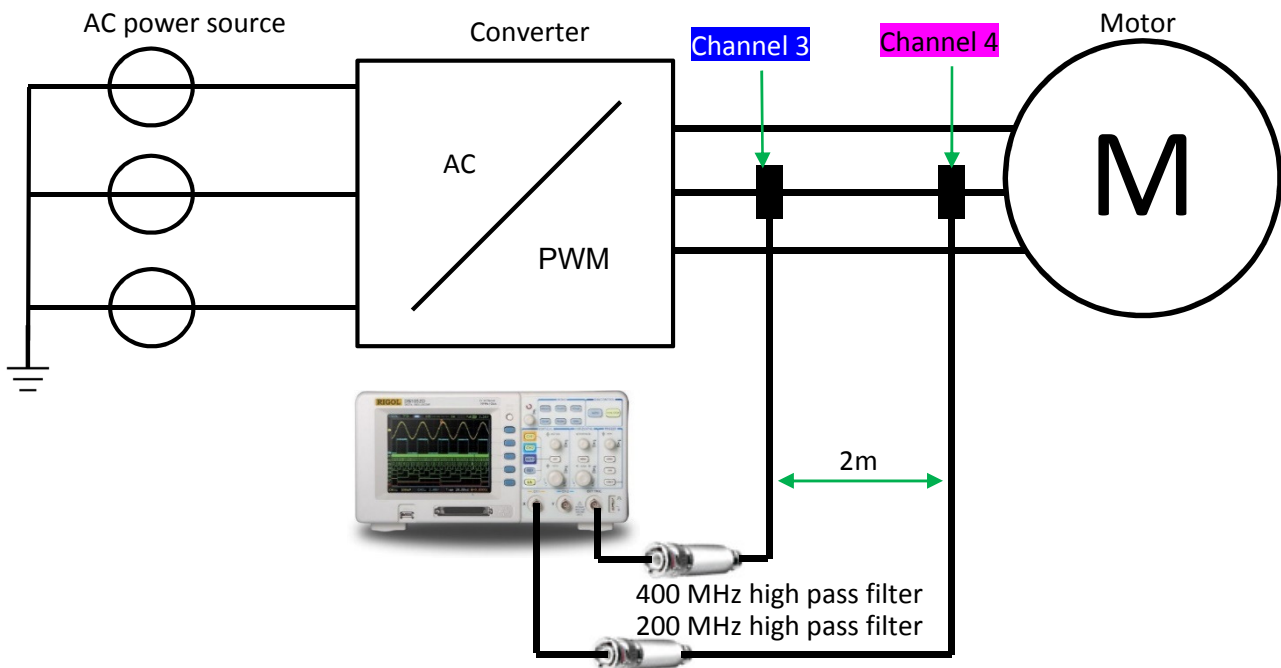 AC power source
Converter
Channel 3
Channel 4
Motor
AC
PWM
M
RIGOL
2m
400 MHz high pass filter
200 MHz high pass filter